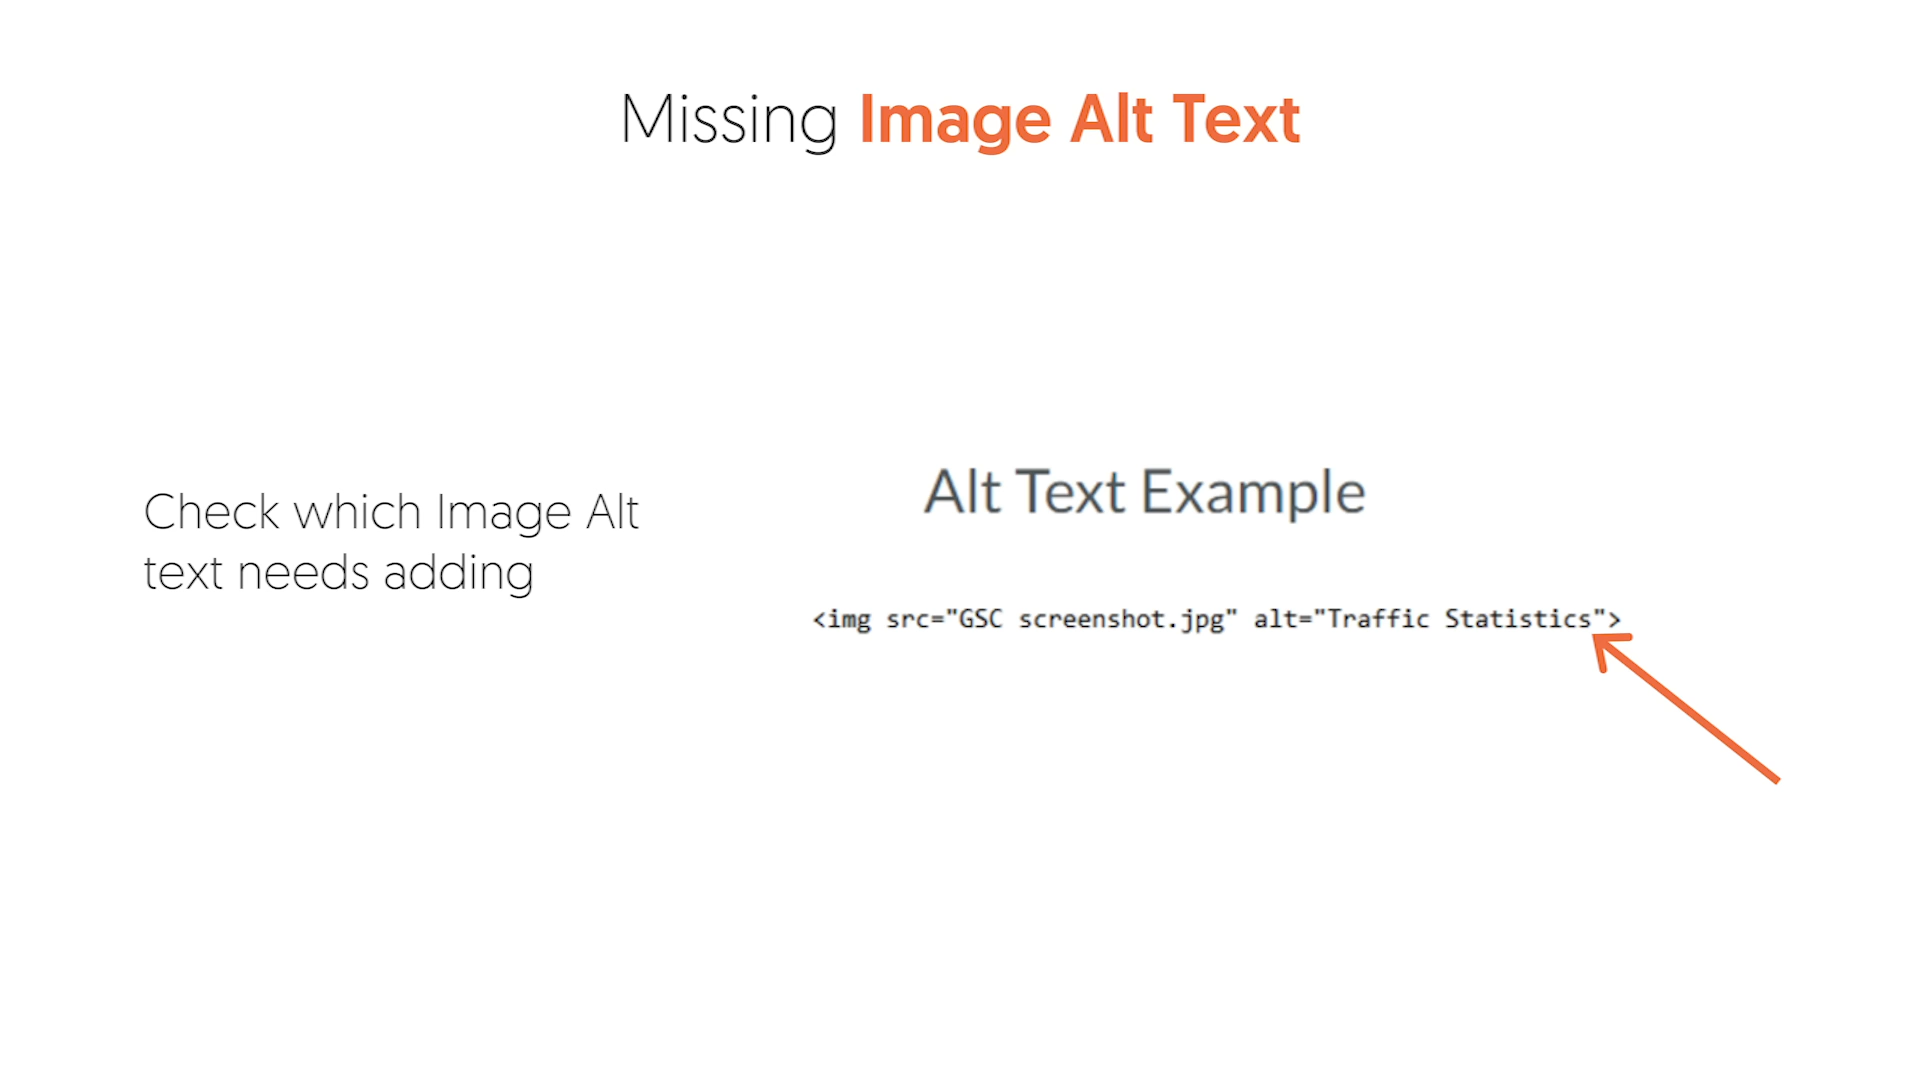 Missing Image Alt Text
Check which Image Alt
text needs adding
Alt Text Example
<img src="GSC screenshot.jpg" alt="Traffic Statistics">